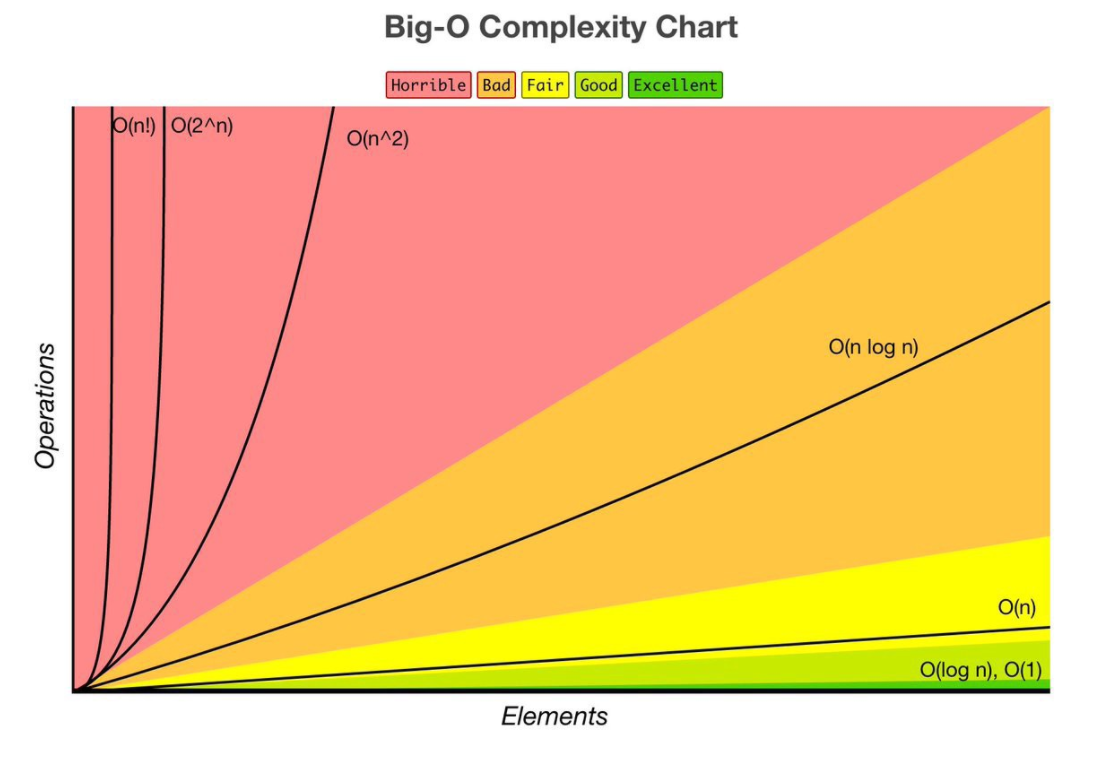 Big-O Complexity Chart
Horrible Bad Fair Good Excellent
O(n!) O(2^n)
O(n^2)
O(n log n)
O(n)
O(log n), O(1)
Operations
Elements